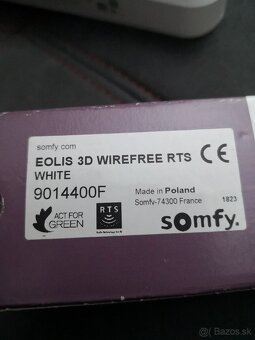 somfy.com
EOLIS 3D WIREFREE RTS CE
WHITE
9014400F
Made in Poland
Somfy-74300 France
1823
ACT FOR
GREEN
RTS
somfy.
© Bazos.sk